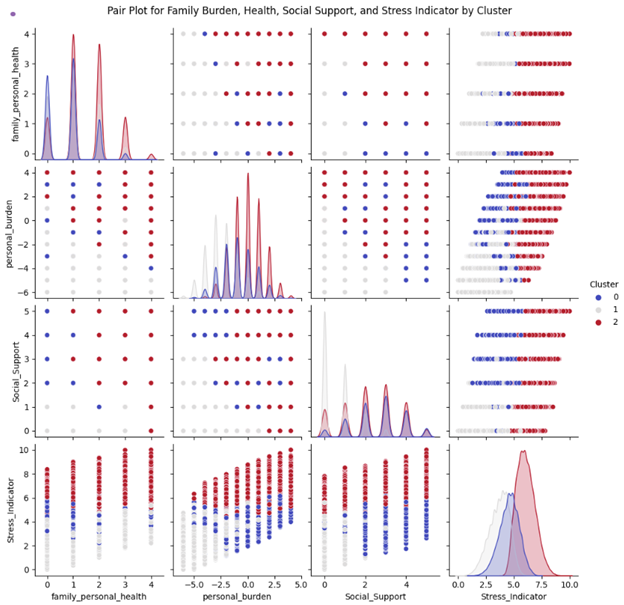 Pair Plot for Family Burden, Health, Social Support, and Stress Indicator by Cluster
4
3
2
1
0
family_personal_health
4
2
0
−2
−4
−6
personal_burden
5
4
3
2
1
0
Social_Support
10
8
6
4
2
0
Stress_Indicator
0 1 2 3 4
family_personal_health
−5.0 −2.5 0.0 2.5 5.0
personal_burden
0 2 4
Social_Support
0.0 2.5 5.0 7.5 10.0
Stress_Indicator
Cluster
0
1
2